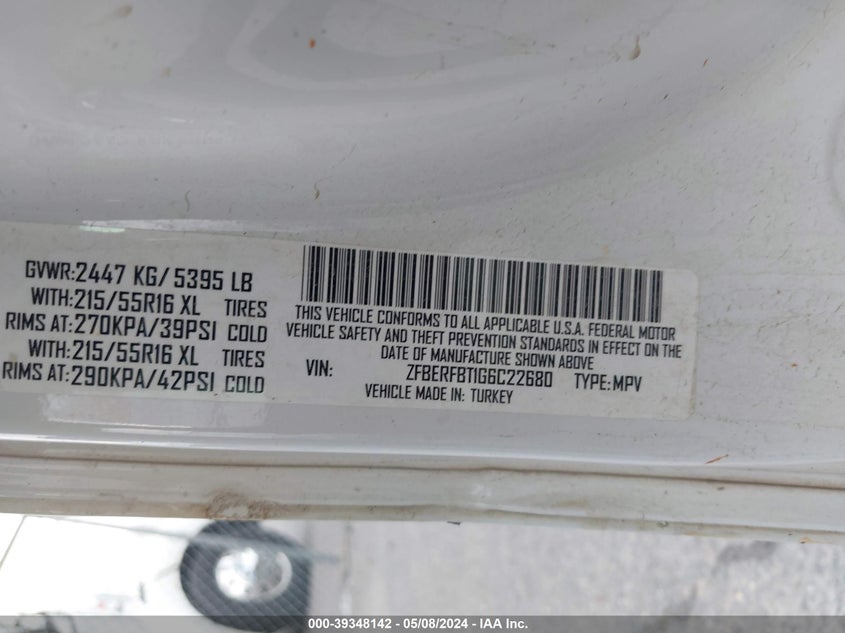 GVWR:2447 KG/ 5395 LB
WITH:215/55R16 XL TIRES
RIMS AT:270KPA/39PSI COLD
WITH:215/55R16 XL TIRES
RIMS AT:290KPA/42PSI COLD
THIS VEHICLE CONFORMS TO ALL APPLICABLE U.S.A. FEDERAL MOTOR
VEHICLE SAFETY AND THEFT PREVENTION STANDARDS IN EFFECT ON THE
DATE OF MANUFACTURE SHOWN ABOVE
VIN: ZFBERFBT1G6C22680 TYPE:MPV
VEHICLE MADE IN: TURKEY
000-39348142 - 05/08/2024 - IAA Inc.